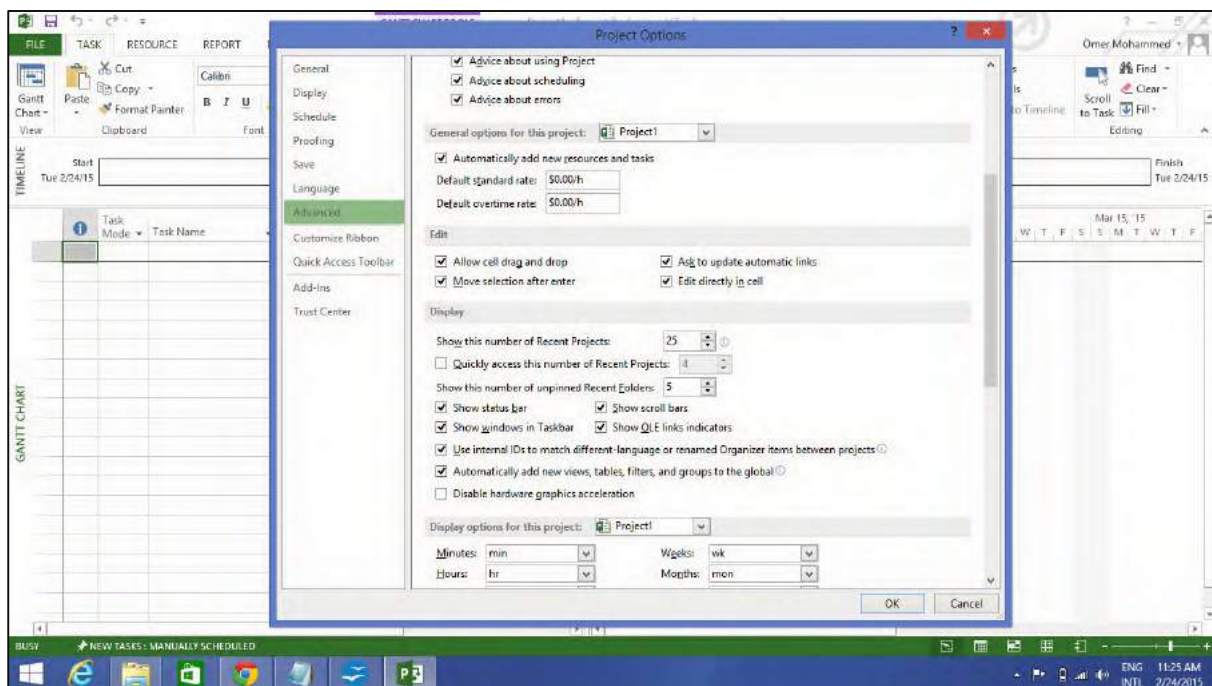 Project Options
?
FILE TASK RESOURCE REPORT
Omer Mohammed
Gantt Chart
View
Paste
Cut
Copy
Format Painter
Clipboard
Calibri
B I U
Font
to Timeline
Scroll to Task
Find
Clear
Fill
Editing
TIMELINE
Start
Tue 2/24/15
Finish
Tue 2/24/15
Task Mode
Task Name
Mar 15, '15
W T F S S M T W T F
GANTT CHART
General
Display
Schedule
Proofing
Save
Language
Advanced
Customize Ribbon
Quick Access Toolbar
Add-Ins
Trust Center
Advice about using Project
Advice about scheduling
Advice about errors
General options for this project: Project1
Automatically add new resources and tasks
Default standard rate: $0.00/h
Default overtime rate: $0.00/h
Edit
Allow cell drag and drop Ask to update automatic links
Move selection after enter Edit directly in cell
Display
Show this number of Recent Projects: 25
Quickly access this number of Recent Projects: 4
Show this number of unpinned Recent Folders: 5
Show status bar Show scroll bars
Show windows in Taskbar Show OLE links indicators
Use internal IDs to match different-language or renamed Organizer items between projects
Automatically add new views, tables, filters, and groups to the global
Disable hardware graphics acceleration
Display options for this project: Project1
Minutes: min Weeks: wk
Hours: hr Months: mon
OK Cancel
BUSY NEW TASKS : MANUALLY SCHEDULED
ENG 11:25 AM
INTL 2/24/2015